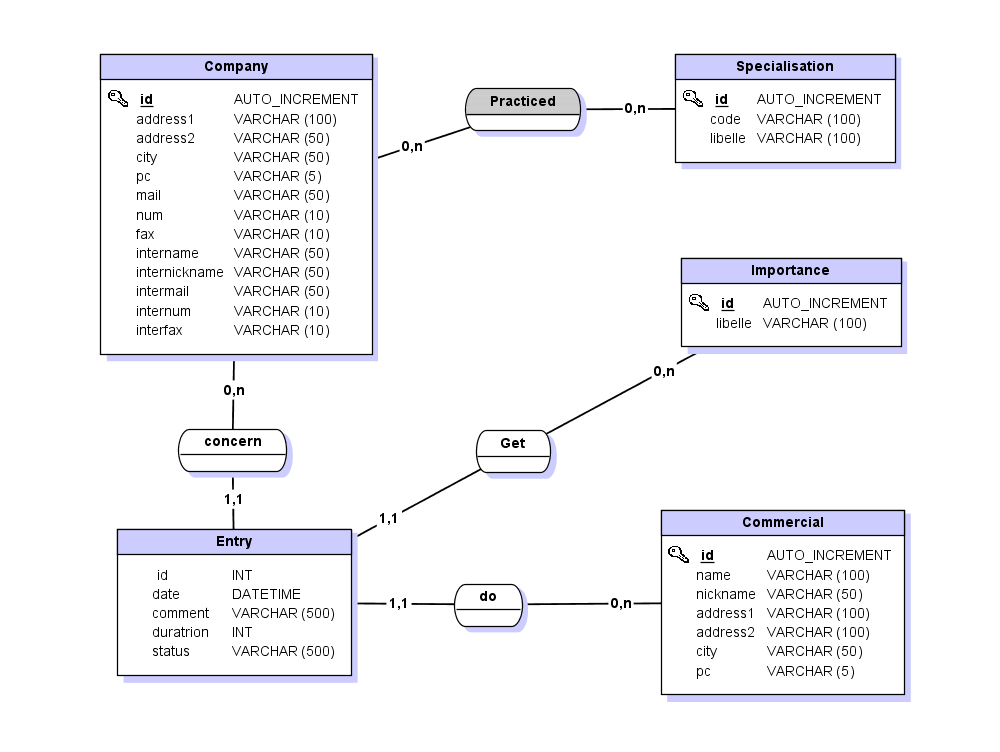 Company
id AUTO_INCREMENT
address1 VARCHAR (100)
address2 VARCHAR (50)
city VARCHAR (50)
pc VARCHAR (5)
mail VARCHAR (50)
num VARCHAR (10)
fax VARCHAR (10)
intername VARCHAR (50)
internickname VARCHAR (50)
intermail VARCHAR (50)
internum VARCHAR (10)
interfax VARCHAR (10)
0,n
Practiced
0,n
Specialisation
id AUTO_INCREMENT
code VARCHAR (100)
libelle VARCHAR (100)
Importance
id AUTO_INCREMENT
libelle VARCHAR (100)
0,n
Get
1,1
0,n
concern
1,1
Entry
id INT
date DATETIME
comment VARCHAR (500)
duratrion INT
status VARCHAR (500)
1,1
do
0,n
Commercial
id AUTO_INCREMENT
name VARCHAR (100)
nickname VARCHAR (50)
address1 VARCHAR (100)
address2 VARCHAR (100)
city VARCHAR (50)
pc VARCHAR (5)